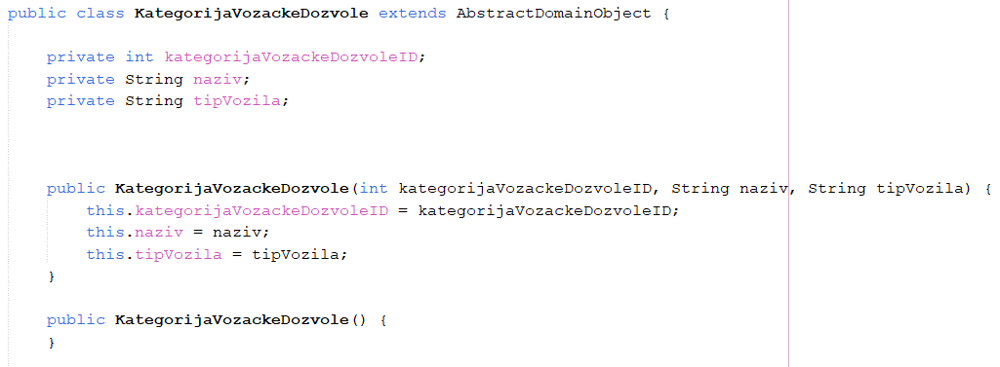 public class KategorijaVozackeDozvole extends AbstractDomainObject {
private int kategorijaVozackeDozvoleID;
private String naziv;
private String tipVozila;
public KategorijaVozackeDozvole(int kategorijaVozackeDozvoleID, String naziv, String tipVozila) {
this.kategorijaVozackeDozvoleID = kategorijaVozackeDozvoleID;
this.naziv = naziv;
this.tipVozila = tipVozila;
}
public KategorijaVozackeDozvole() {
}